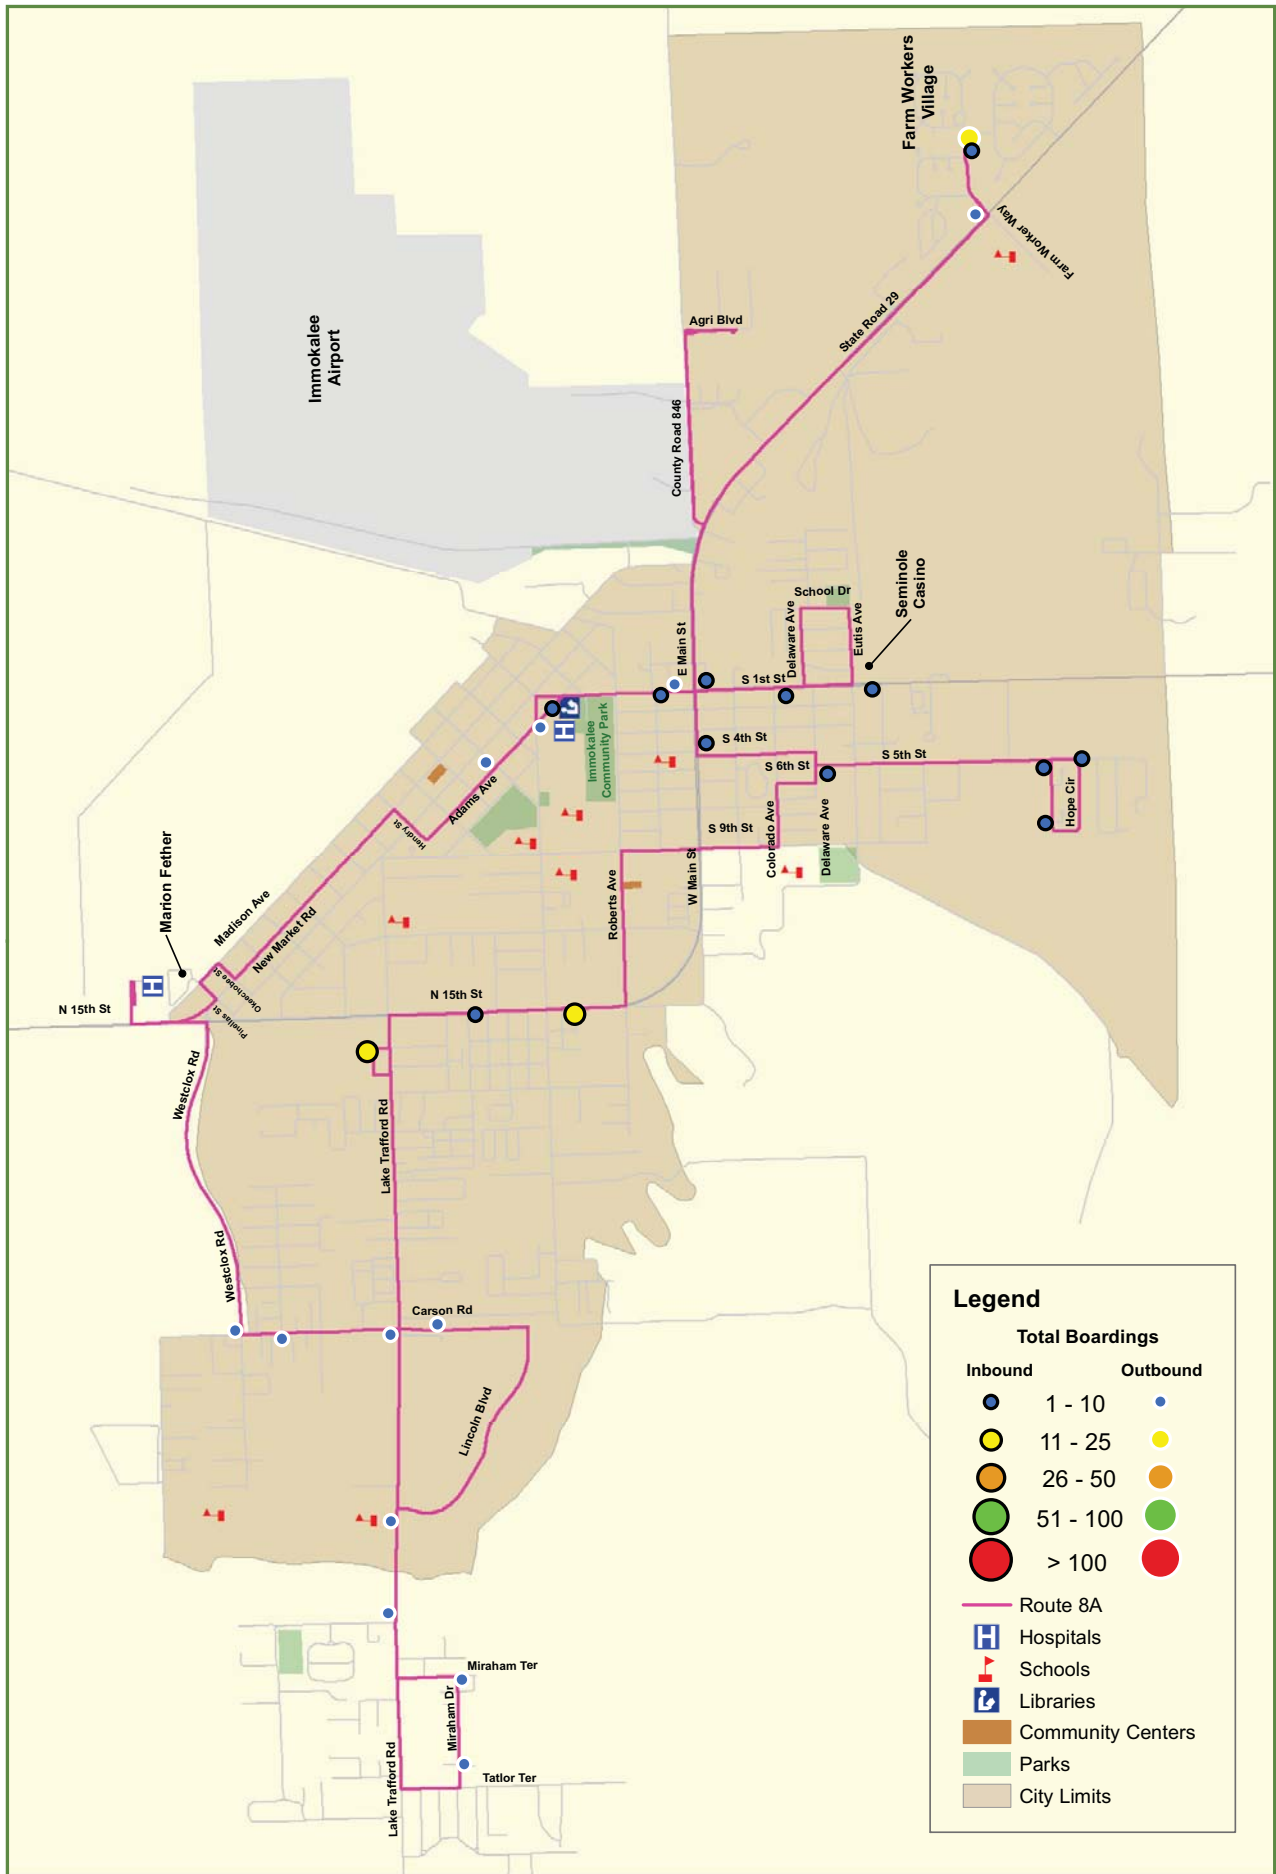 Farm Workers
Village
Farm Worker Way
State Road 29
Agri Blvd
Immokalee
Airport
County Road 846
Seminole
Casino
School Dr
Delaware Ave
Eutis Ave
E Main St
S 1st St
S 4th St
S 5th St
S 6th St
Immokalee
Community Park
Adams Ave
Hendry St
Hope Cir
S 9th St
Colorado Ave
Delaware Ave
W Main St
Roberts Ave
Marion Fether
Madison Ave
New Market Rd
Okeechobee St
Pinellas St
N 15th St
N 15th St
Westclox Rd
Lake Trafford Rd
Westclox Rd
Carson Rd
Lincoln Blvd
Miraham Ter
Miraham Dr
Tatlor Ter
Lake Trafford Rd
Legend
Total Boardings
Inbound Outbound
1 - 10
11 - 25
26 - 50
51 - 100
> 100
Route 8A
H Hospitals
Schools
Libraries
Community Centers
Parks
City Limits
H
H